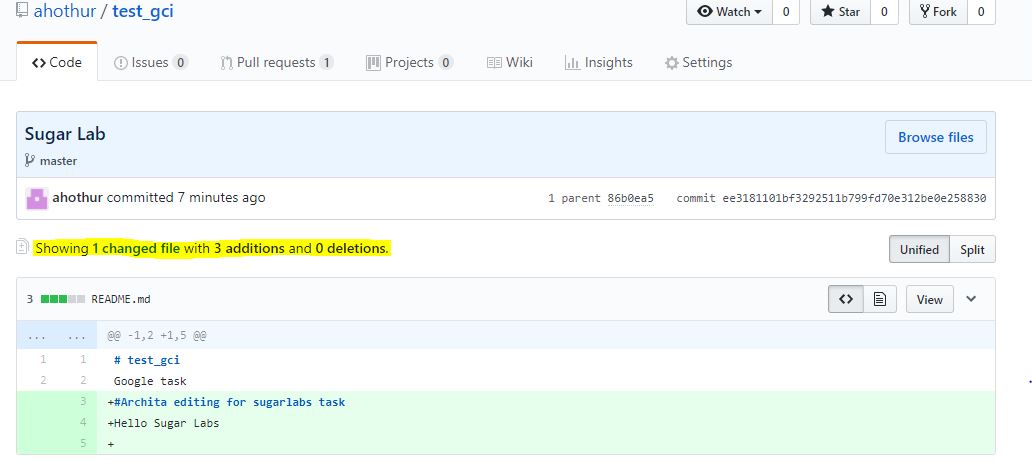 ahothur / test_gci
Watch 0 Star 0 Fork 0
Code Issues 0 Pull requests 1 Projects 0 Wiki Insights Settings
Sugar Lab
Browse files
master
ahothur committed 7 minutes ago 1 parent 86b0ea5 commit ee3181101bf3292511b799fd70e312be0e258830
Showing 1 changed file with 3 additions and 0 deletions.
Unified Split
3 README.md <> View
... ... @@ -1,2 +1,5 @@
1 1 # test_gci
2 2 Google task
3 +#Archita editing for sugarlabs task
4 +Hello Sugar Labs
5 +